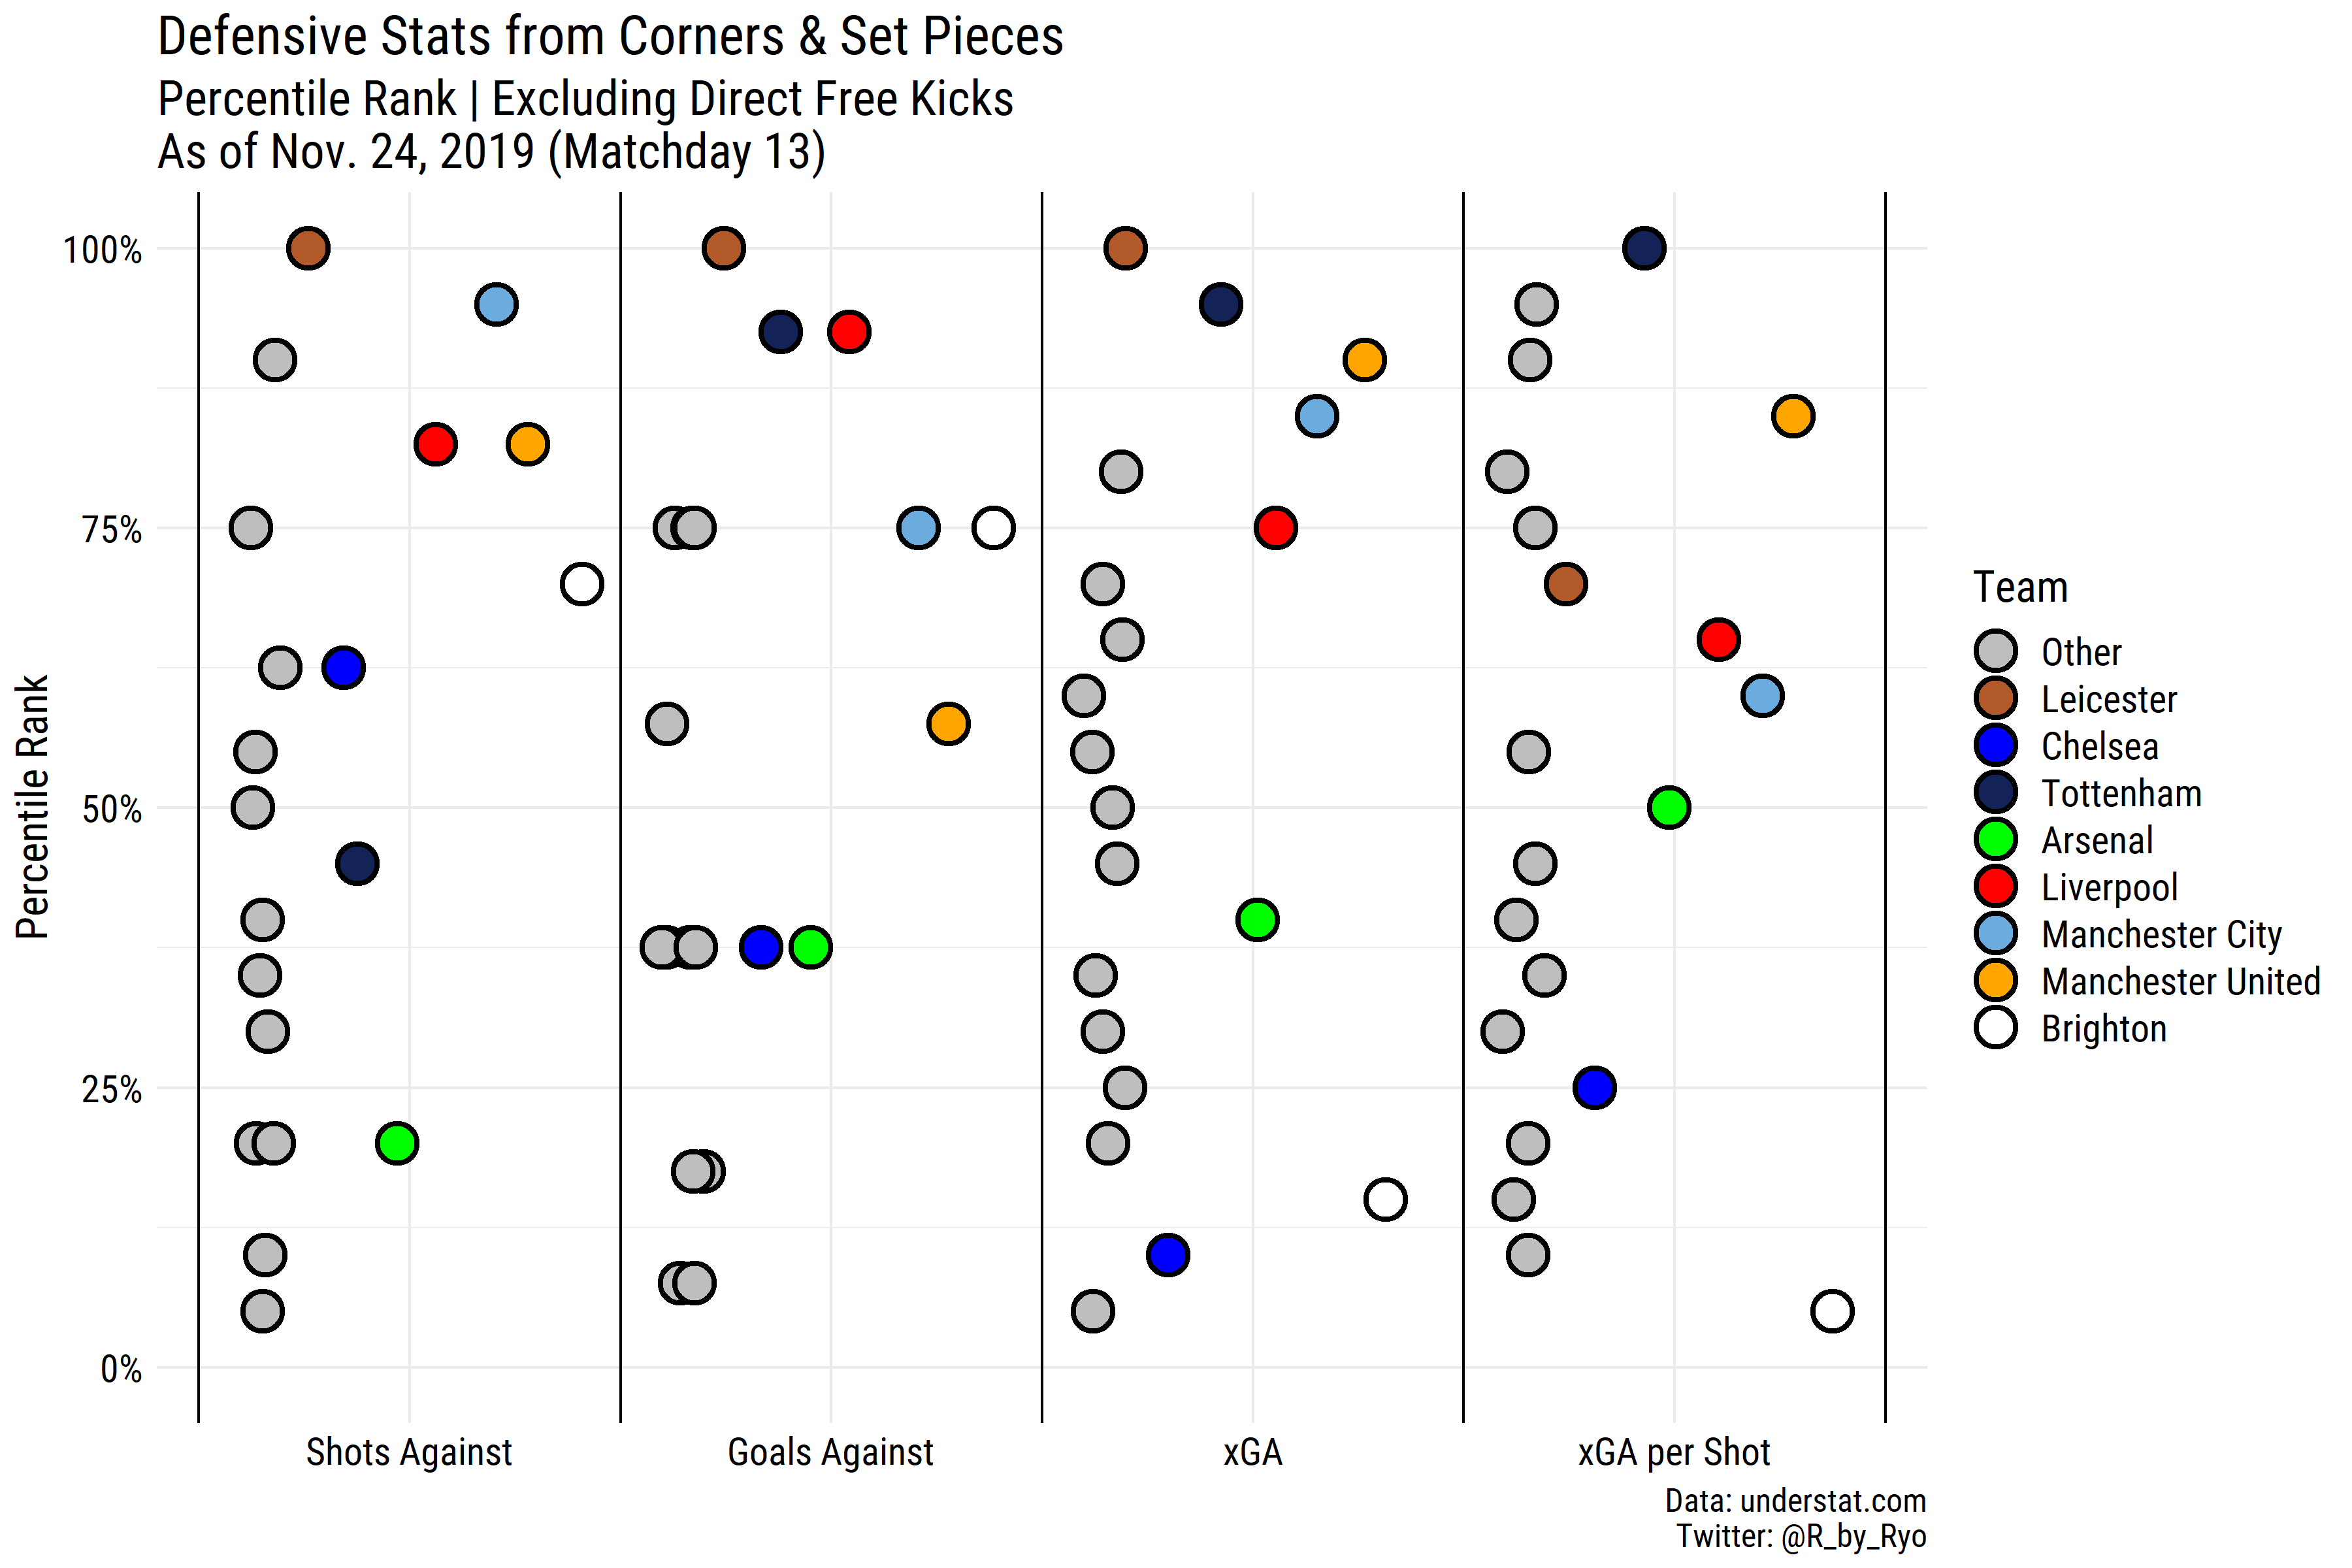 Defensive Stats from Corners & Set Pieces
Percentile Rank | Excluding Direct Free Kicks
As of Nov. 24, 2019 (Matchday 13)
Percentile Rank
100%
75%
50%
25%
0%
Shots Against
Goals Against
xGA
xGA per Shot
Team
Other
Leicester
Chelsea
Tottenham
Arsenal
Liverpool
Manchester City
Manchester United
Brighton
Data: understat.com
Twitter: @R_by_Ryo